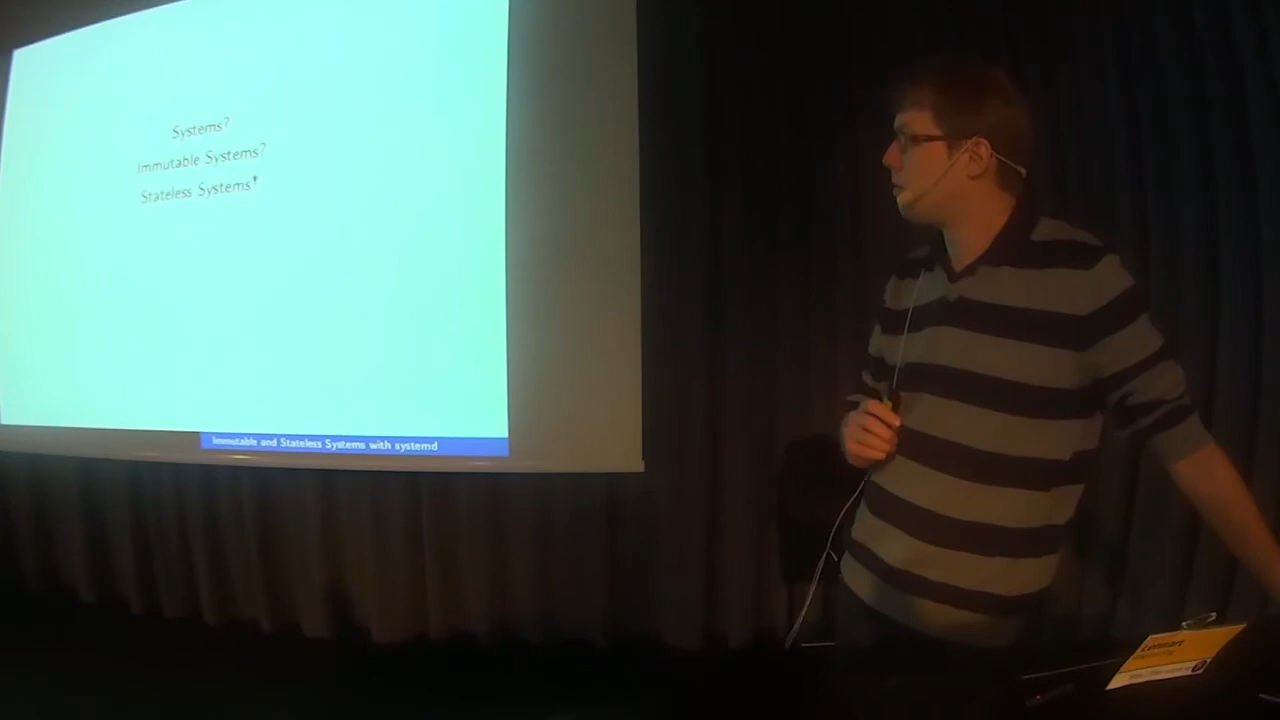 Systems?
Immutable Systems?
Stateless Systems?
Immutable and Stateless Systems with systemd
Lennart